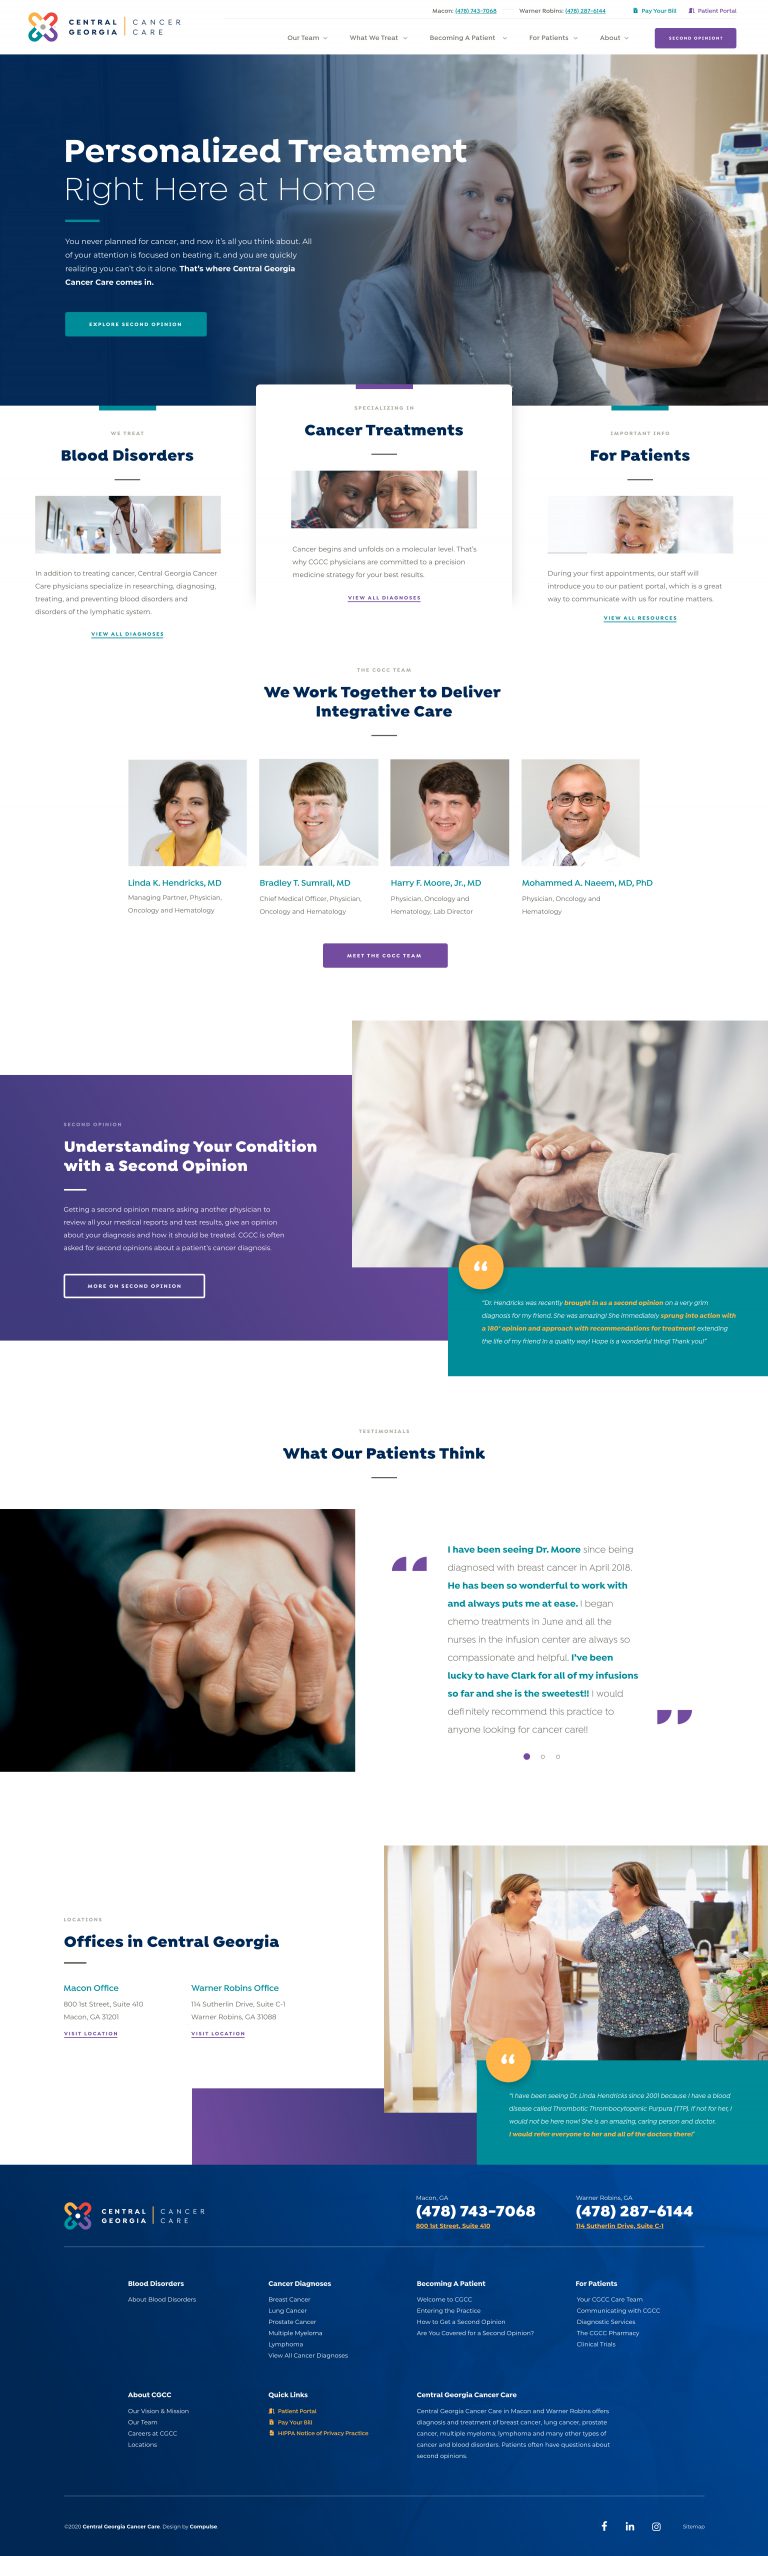 CENTRAL GEORGIA | CANCER CARE
Macon: (478) 743-7068 Warner Robins: (478) 287-6144 Pay Your Bill Patient Portal
Our Team What We Treat Becoming A Patient For Patients About SECOND OPINION?
Personalized Treatment
Right Here at Home
You never planned for cancer, and now it's all you think about. All
of your attention is focused on beating it, and you are quickly
realizing you can't do it alone. That's where Central Georgia
Cancer Care comes in.
EXPLORE SECOND OPINION
WE TREAT
Blood Disorders
In addition to treating cancer, Central Georgia Cancer
Care physicians specialize in researching, diagnosing,
treating, and preventing blood disorders and
disorders of the lymphatic system.
VIEW ALL DIAGNOSES
SPECIALIZING IN
Cancer Treatments
Cancer begins and unfolds on a molecular level. That's
why CGCC physicians are committed to a precision
medicine strategy for your best results.
VIEW ALL DIAGNOSES
IMPORTANT INFO
For Patients
During your first appointments, our staff will
introduce you to our patient portal, which is a great
way to communicate with us for routine matters.
VIEW ALL RESOURCES
THE CGCC TEAM
We Work Together to Deliver
Integrative Care
Linda K. Hendricks, MD
Managing Partner, Physician,
Oncology and Hematology
Bradley T. Sumrall, MD
Chief Medical Officer, Physician,
Oncology and Hematology
Harry F. Moore, Jr., MD
Physician, Oncology and
Hematology, Lab Director
Mohammed A. Naeem, MD, PhD
Physician, Oncology and
Hematology
MEET THE CGCC TEAM
SECOND OPINION
Understanding Your Condition
with a Second Opinion
Getting a second opinion means asking another physician to
review all your medical reports and test results, give an opinion
about your diagnosis and how it should be treated. CGCC is often
asked for second opinions about a patient's cancer diagnosis.
MORE ON SECOND OPINION
"Dr. Hendricks was recently brought in as a second opinion on a very grim
diagnosis for my friend. She was amazing! She immediately sprung into action with
a 180° opinion and approach with recommendations for treatment extending
the life of my friend in a quality way! Hope is a wonderful thing! Thank you!"
TESTIMONIALS
What Our Patients Think
I have been seeing Dr. Moore since being
diagnosed with breast cancer in April 2018.
He has been so wonderful to work with
and always puts me at ease. I began
chemo treatments in June and all the
nurses in the infusion center are always so
compassionate and helpful. I've been
lucky to have Clark for all of my infusions
so far and she is the sweetest!! I would
definitely recommend this practice to
anyone looking for cancer care!!
LOCATIONS
Offices in Central Georgia
Macon Office
800 1st Street, Suite 410
Macon, GA 31201
VISIT LOCATION
Warner Robins Office
114 Sutherlin Drive, Suite C-1
Warner Robins, GA 31088
VISIT LOCATION
"I have been seeing Dr. Linda Hendricks since 2001 because I have a blood
disease called Thrombotic Thrombocytopenic Purpura (TTP). If not for her, I
would not be here now! She is an amazing, caring person and doctor.
I would refer everyone to her and all of the doctors there!"
CENTRAL GEORGIA | CANCER CARE
Macon, GA
(478) 743-7068
800 1st Street, Suite 410
Warner Robins, GA
(478) 287-6144
114 Sutherlin Drive, Suite C-1
Blood Disorders
About Blood Disorders
Cancer Diagnoses
Breast Cancer
Lung Cancer
Prostate Cancer
Multiple Myeloma
Lymphoma
View All Cancer Diagnoses
Becoming A Patient
Welcome to CGCC
Entering the Practice
How to Get a Second Opinion
Are You Covered for a Second Opinion?
For Patients
Your CGCC Care Team
Communicating with CGCC
Diagnostic Services
The CGCC Pharmacy
Clinical Trials
About CGCC
Our Vision & Mission
Our Team
Careers at CGCC
Locations
Quick Links
Patient Portal
Pay Your Bill
HIPPA Notice of Privacy Practice
Central Georgia Cancer Care
Central Georgia Cancer Care in Macon and Warner Robins offers
diagnosis and treatment of breast cancer, lung cancer, prostate
cancer, multiple myeloma, lymphoma and many other types of
cancer and blood disorders. Patients often have questions about
second opinions.
©2020 Central Georgia Cancer Care. Design by Compulse.
Sitemap